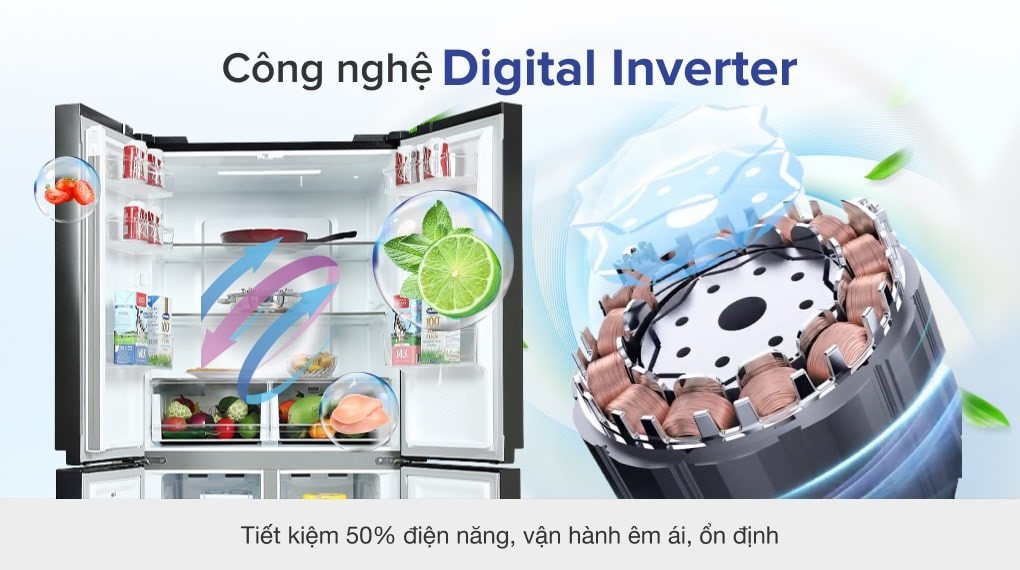 Công nghệ Digital Inverter
Tiết kiệm 50% điện năng, vận hành êm ái, ổn định